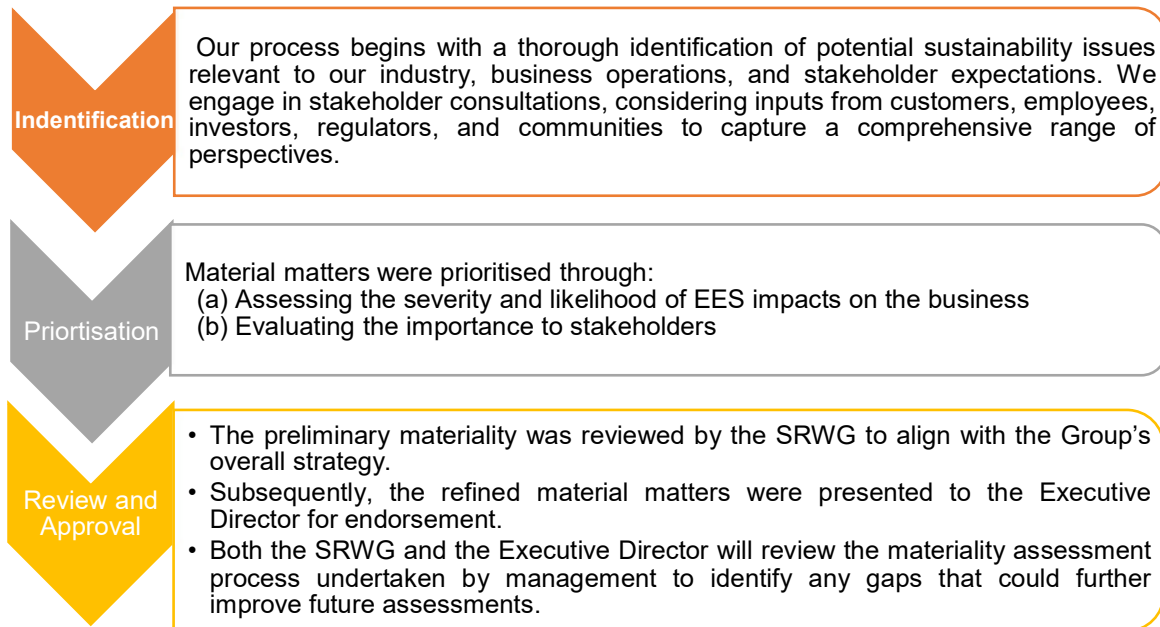 Indentification
Our process begins with a thorough identification of potential sustainability issues
relevant to our industry, business operations, and stakeholder expectations. We
engage in stakeholder consultations, considering inputs from customers, employees,
investors, regulators, and communities to capture a comprehensive range of
perspectives.
Priortisation
Material matters were prioritised through:
(a) Assessing the severity and likelihood of EES impacts on the business
(b) Evaluating the importance to stakeholders
Review and
Approval
• The preliminary materiality was reviewed by the SRWG to align with the Group’s
overall strategy.
• Subsequently, the refined material matters were presented to the Executive
Director for endorsement.
• Both the SRWG and the Executive Director will review the materiality assessment
process undertaken by management to identify any gaps that could further
improve future assessments.